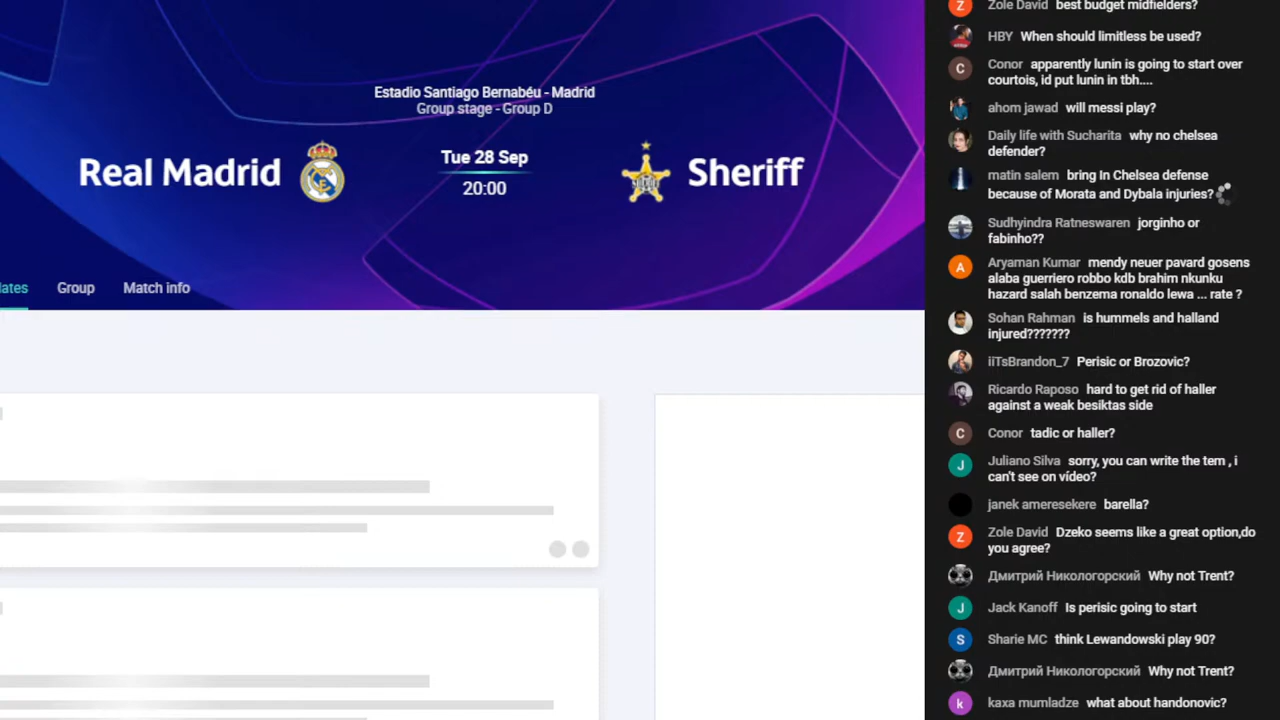 Estadio Santiago Bernabéu - Madrid
Group stage - Group D
Real Madrid
Tue 28 Sep
20:00
Sheriff
Group
Match info
Z
Zole David best budget midfielders?
HBY When should limitless be used?
C
Conor apparently lunin is going to start over
courtois, id put lunin in tbh....
ahom jawad will messi play?
Daily life with Sucharita why no chelsea
defender?
matin salem bring In Chelsea defense
because of Morata and Dybala injuries?
Sudhyindra Ratneswaren jorginho or
fabinho??
A
Aryaman Kumar mendy neuer pavard gosens
alaba guerriero robbo kdb brahim nkunku
hazard salah benzema ronaldo lewa ... rate ?
Sohan Rahman is hummels and halland
injured???????
iiTsBrandon_7 Perisic or Brozovic?
Ricardo Raposo hard to get rid of haller
against a weak besiktas side
C
Conor tadic or haller?
J
Juliano Silva sorry, you can write the tem , i
can't see on vídeo?
janek ameresekere barella?
Z
Zole David Dzeko seems like a great option,do
you agree?
Дмитрий Никологорский Why not Trent?
J
Jack Kanoff Is perisic going to start
S
Sharie MC think Lewandowski play 90?
Дмитрий Никологорский Why not Trent?
k
kaxa mumladze what about handonovic?